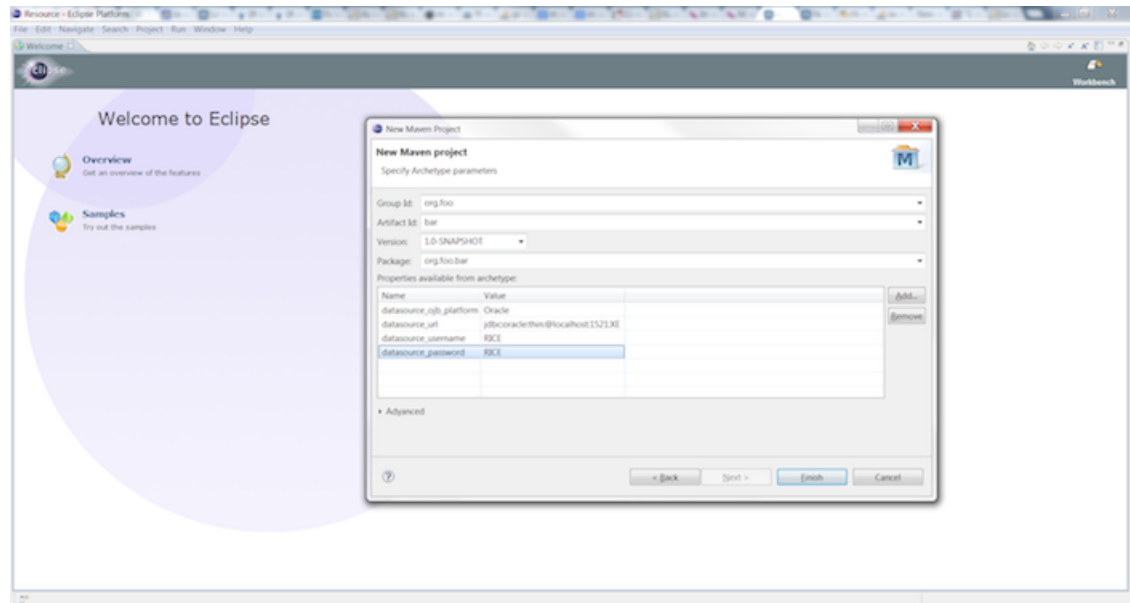 Resource - Eclipse Platform
File Edit Navigate Search Project Run Window Help
Welcome
Workbench
Welcome to Eclipse
Overview
Get an overview of the features
Samples
Try out the samples
New Maven Project
New Maven project
Specify Archetype parameters
M
Group Id: org.foo
Artifact Id: bar
Version: 1.0-SNAPSHOT
Package: org.foo.bar
Properties available from archetype:
Name Value
Add...
datasource_ojb_platform Oracle
datasource_url jdbc:oracle:thin:@localhost:1521:XE
Remove
datasource_username RICE
datasource_password RICE
Advanced
?
< Back Next > Finish Cancel